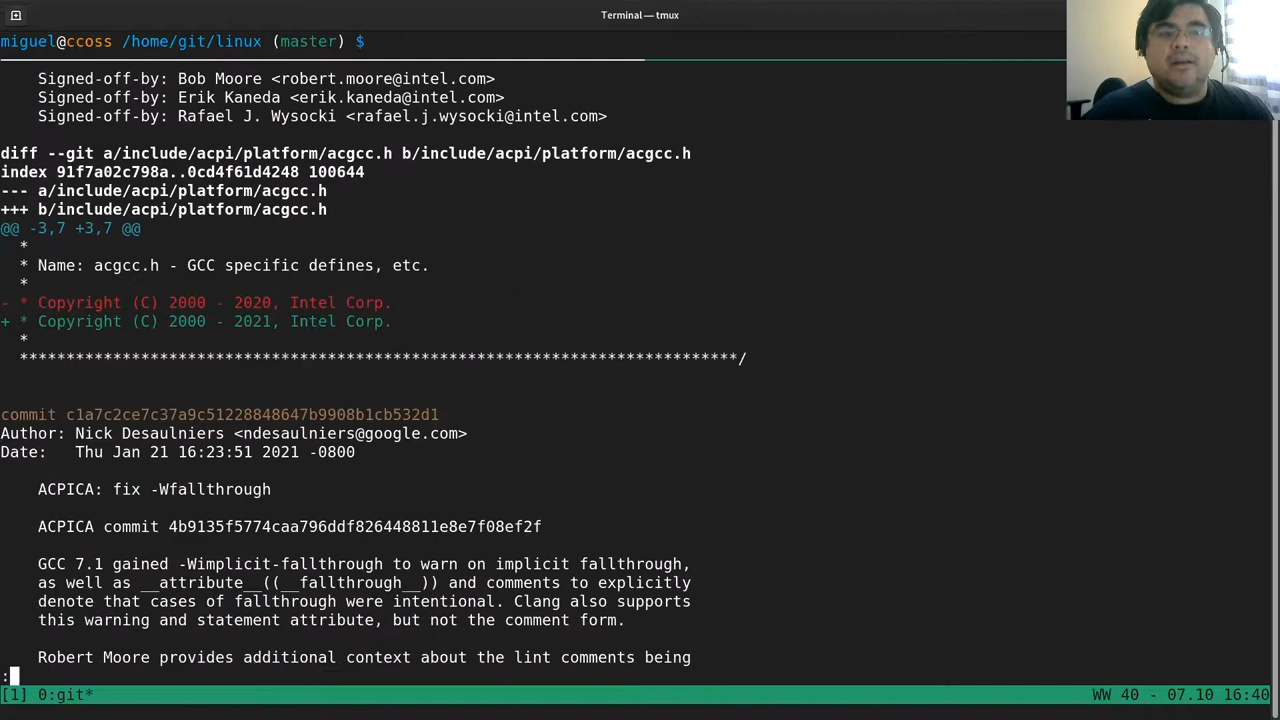 Terminal — tmux
miguel@ccoss /home/git/linux (master) $
    Signed-off-by: Bob Moore <robert.moore@intel.com>
    Signed-off-by: Erik Kaneda <erik.kaneda@intel.com>
    Signed-off-by: Rafael J. Wysocki <rafael.j.wysocki@intel.com>
diff --git a/include/acpi/platform/acgcc.h b/include/acpi/platform/acgcc.h
index 91f7a02c798a..0cd4f61d4248 100644
--- a/include/acpi/platform/acgcc.h
+++ b/include/acpi/platform/acgcc.h
@@ -3,7 +3,7 @@
  *
  * Name: acgcc.h - GCC specific defines, etc.
  *
- * Copyright (C) 2000 - 2020, Intel Corp.
+ * Copyright (C) 2000 - 2021, Intel Corp.
  *
  *****************************************************************************/
commit c1a7c2ce7c37a9c51228848647b9908b1cb532d1
Author: Nick Desaulniers <ndesaulniers@google.com>
Date:   Thu Jan 21 16:23:51 2021 -0800
    ACPICA: fix -Wfallthrough
    ACPICA commit 4b9135f5774caa796ddf826448811e8e7f08ef2f
    GCC 7.1 gained -Wimplicit-fallthrough to warn on implicit fallthrough,
    as well as __attribute__((__fallthrough__)) and comments to explicitly
    denote that cases of fallthrough were intentional. Clang also supports
    this warning and statement attribute, but not the comment form.
    Robert Moore provides additional context about the lint comments being
:
[1] 0:git* WW 40 - 07.10 16:40